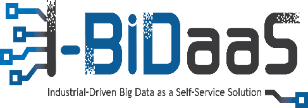 I-BiDaaS
Industrial-Driven Big Data as a Self-Service Solution